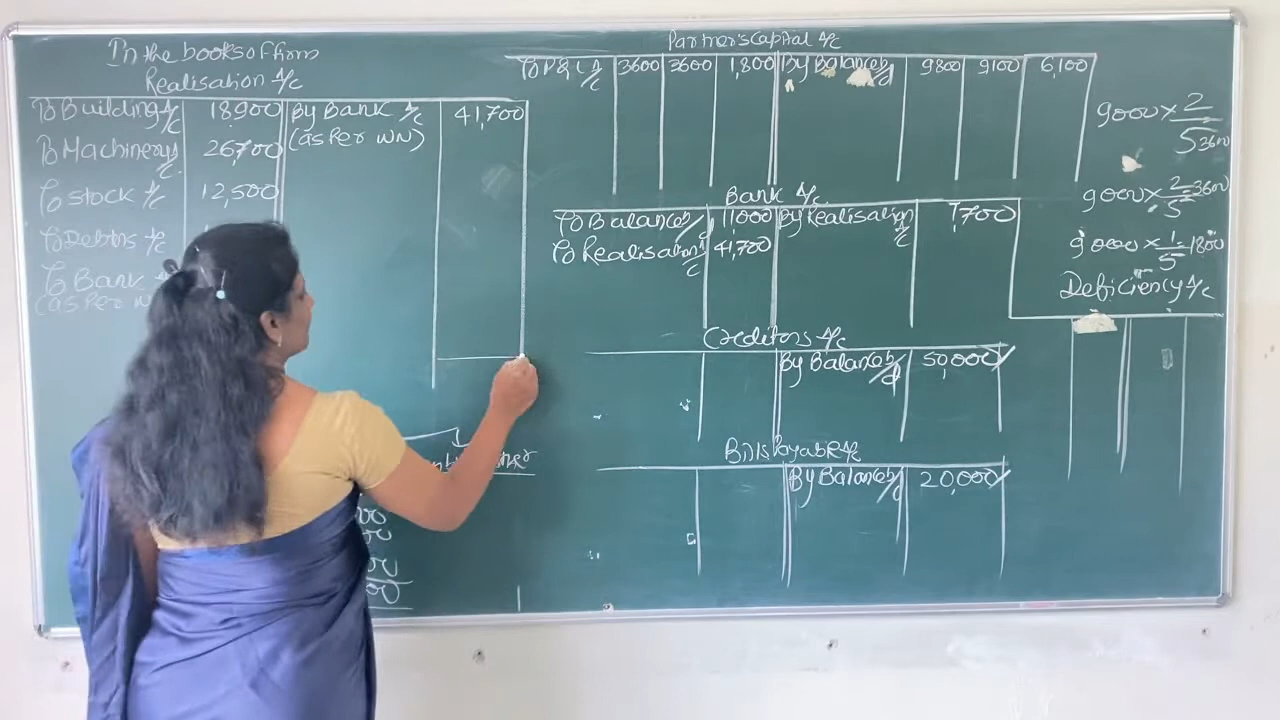 In the books of firm
Realisation A/c
To Building A/c 18900 By Bank A/c 41,700
(as Per WN)
To Machinery A/c 26,700
To Stock A/c 12,500
To Debtors A/c
To Bank
(as Per
Partner's Capital A/c
To P&L A/c 3600 3600 1,800 By Balance b/d 9800 9100 6,100
Bank A/c
To Balance b/d 11,000 By Realisation A/c 1,700
To Realisation A/c 41,700
Creditors A/c
By Balance b/d 50,000
Bills Payable A/c
By Balance b/d 20,000
9000 × 2/5 3600
9000 × 2/5 = 3600
9000 × 1/5 = 1800
Deficiency A/c